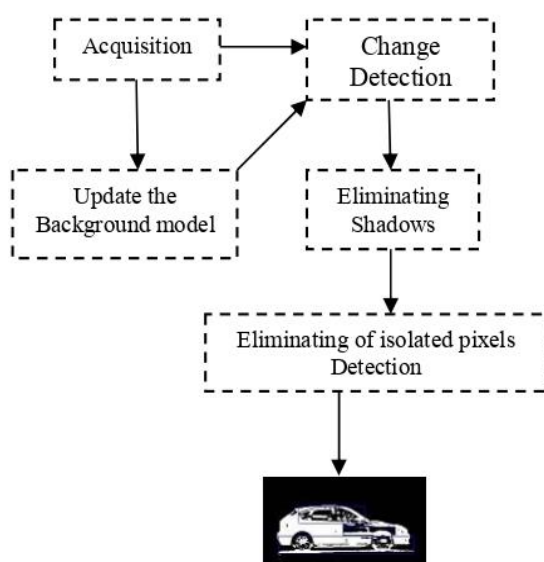 Acquisition
Change
Detection
Update the
Background model
Eliminating
Shadows
Eliminating of isolated pixels
Detection